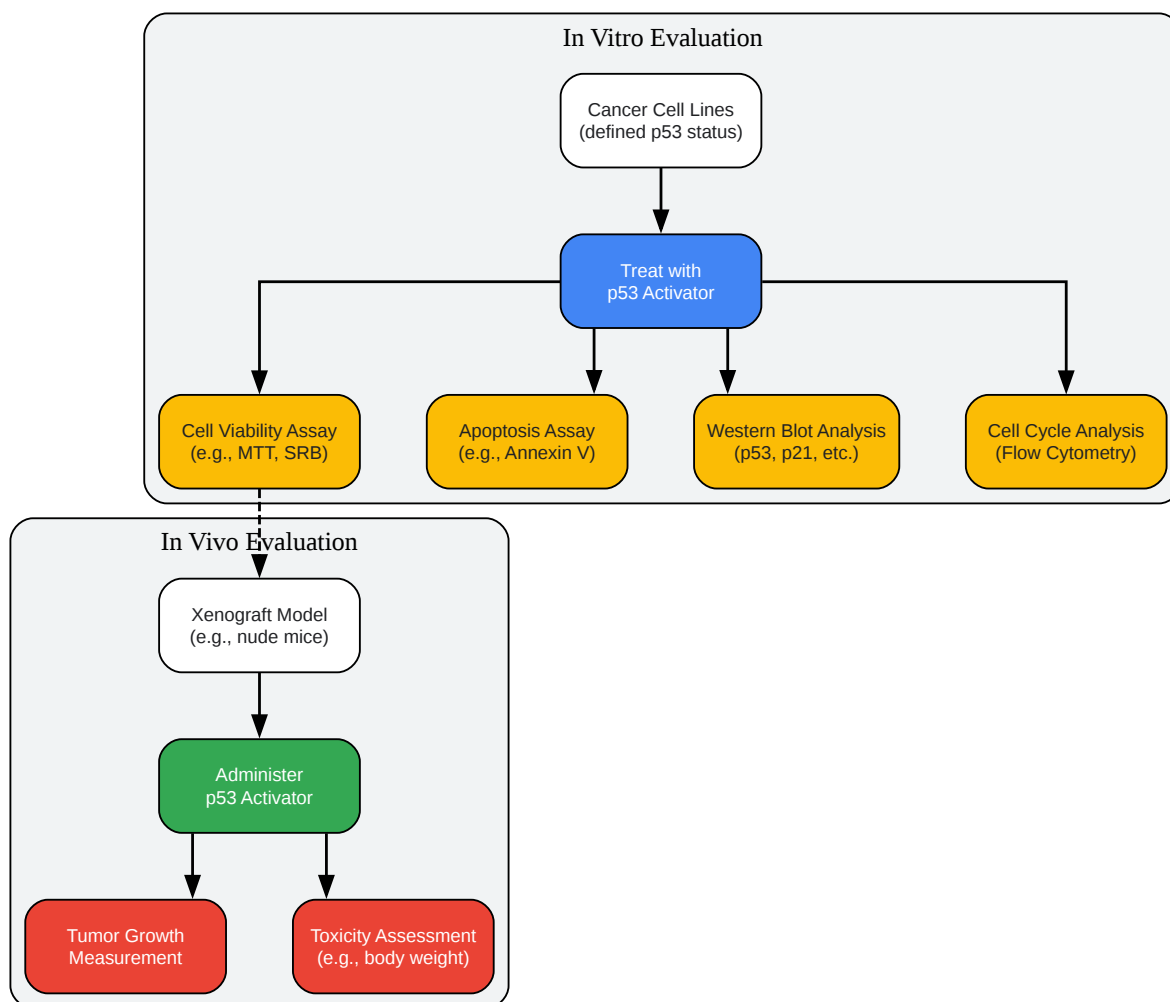 In Vitro Evaluation
Cancer Cell Lines
(defined p53 status)
Treat with
p53 Activator
Cell Viability Assay
(e.g., MTT, SRB)
Apoptosis Assay
(e.g., Annexin V)
Western Blot Analysis
(p53, p21, etc.)
Cell Cycle Analysis
(Flow Cytometry)
In Vivo Evaluation
Xenograft Model
(e.g., nude mice)
Administer
p53 Activator
Tumor Growth
Measurement
Toxicity Assessment
(e.g., body weight)